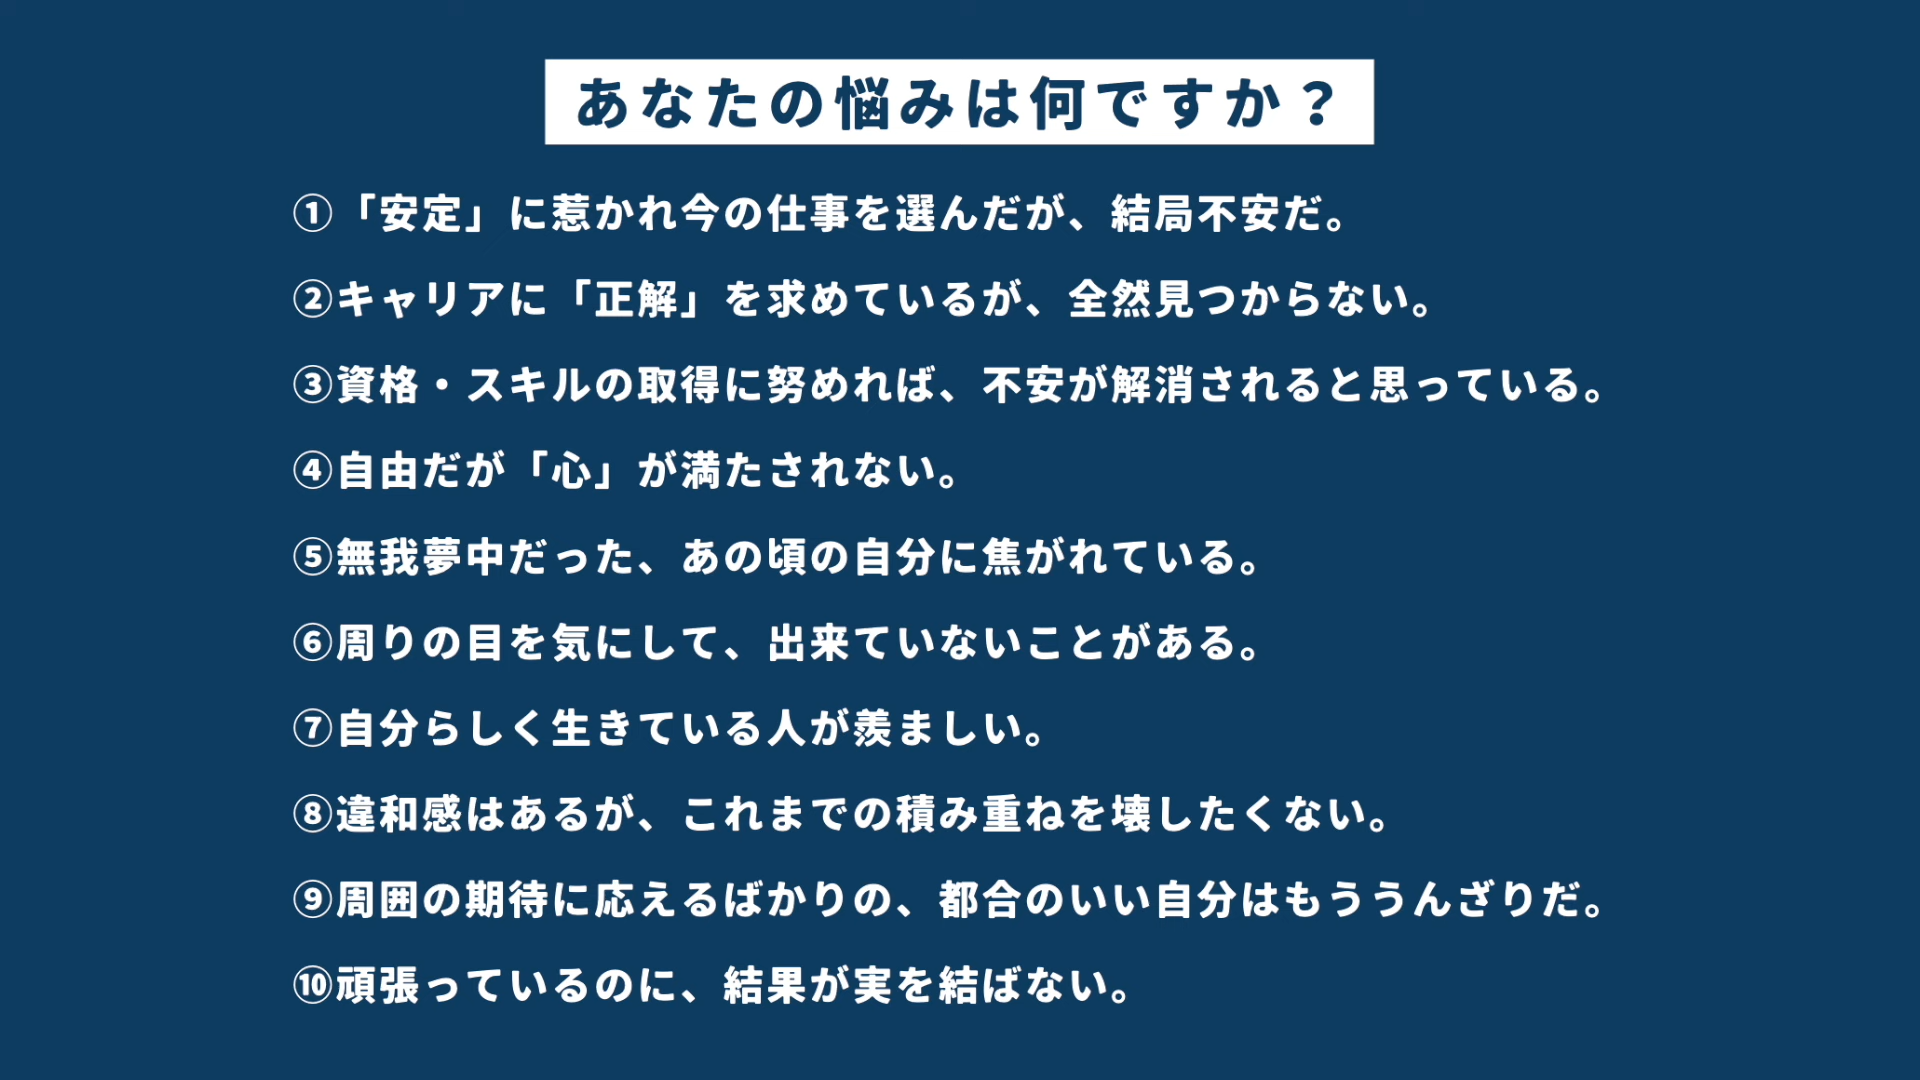 あなたの悩みは何ですか？
①「安定」に惹かれ今の仕事を選んだが、結局不安だ。
②キャリアに「正解」を求めているが、全然見つからない。
③資格・スキルの取得に努めれば、不安が解消されると思っている。
④自由だが「心」が満たされない。
⑤無我夢中だった、あの頃の自分に焦がれている。
⑥周りの目を気にして、出来ていないことがある。
⑦自分らしく生きている人が羨ましい。
⑧違和感はあるが、これまでの積み重ねを壊したくない。
⑨周囲の期待に応えるばかりの、都合のいい自分はもううんざりだ。
⑩頑張っているのに、結果が実を結ばない。